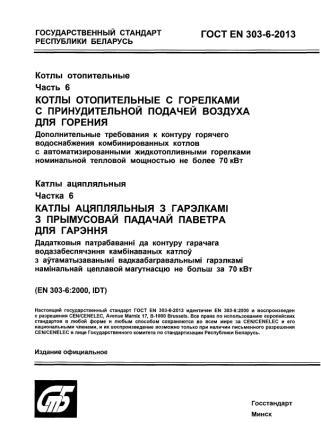 ГОСУДАРСТВЕННЫЙ СТАНДАРТ
РЕСПУБЛИКИ БЕЛАРУСЬ
ГОСТ EN 303-6-2013
Котлы отопительные
Часть 6
КОТЛЫ ОТОПИТЕЛЬНЫЕ С ГОРЕЛКАМИ
С ПРИНУДИТЕЛЬНОЙ ПОДАЧЕЙ ВОЗДУХА
ДЛЯ ГОРЕНИЯ
Дополнительные требования к контуру горячего
водоснабжения комбинированных котлов
с автоматизированными жидкотопливными горелками
номинальной тепловой мощностью не более 70 кВт
Катлы ацяпляльныя
Частка 6
КАТЛЫ АЦЯПЛЯЛЬНЫЯ З ГАРЭЛКАМІ
З ПРЫМУСОВАЙ ПАДАЧАЙ ПАВЕТРА
ДЛЯ ГАРЭННЯ
Дадатковыя патрабаванні да контуру гарачага
водазабеспячэння камбінаваных катлоў
з аўтаматызаванымі вадкапаліўнымі гарэлкамі
намінальнай цеплавой магутнасцю не больш за 70 кВт
(EN 303-6:2000, IDT)
Настоящий государственный стандарт ГОСТ EN 303-6-2013 идентичен EN 303-6:2000 и воспроизведен
с разрешения CEN/CENELEC, Avenue Marnix 17, B-1000 Brussels. Все права по использованию европейских
стандартов в любой форме и любым способом сохраняются во всем мире за CEN/CENELEC и его
национальными членами, и их воспроизведение возможно только при наличии письменного разрешения
CEN/CENELEC в лице Государственного комитета по стандартизации Республики Беларусь.
Издание официальное
СТБ
Госстандарт
Минск